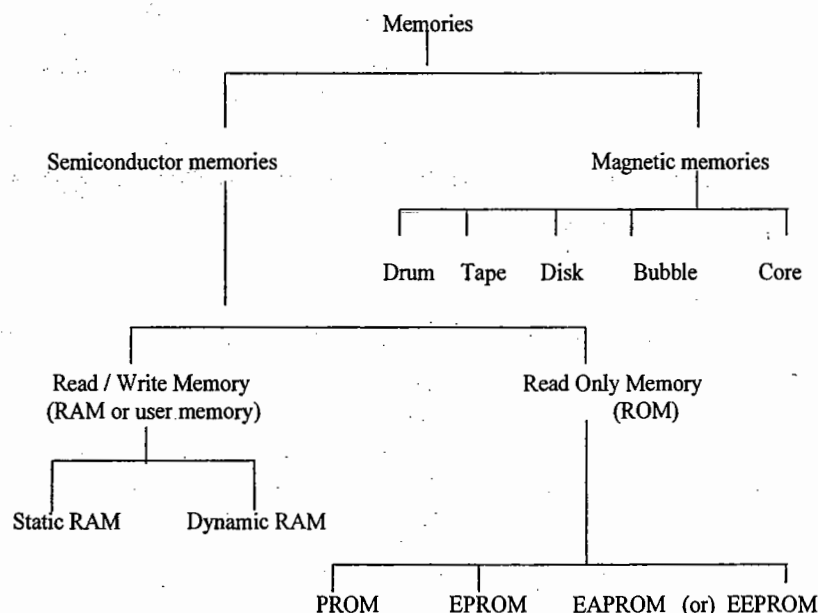 Memories
Semiconductor memories
Magnetic memories
Drum Tape Disk Bubble Core
Read / Write Memory
(RAM or user memory)
Read Only Memory
(ROM)
Static RAM Dynamic RAM
PROM EPROM EAPROM (or) EEPROM